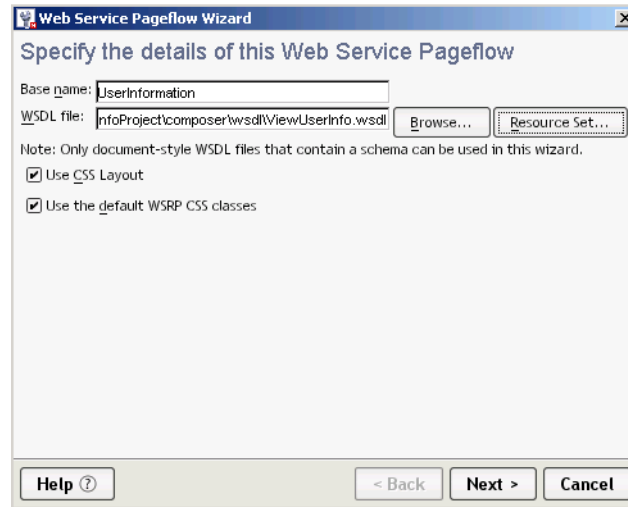 Web Service Pageflow Wizard
Specify the details of this Web Service Pageflow
Base name: UserInformation
WSDL file: nfoProject\composer\wsdl\ViewUserInfo.wsdl Browse... Resource Set...
Note: Only document-style WSDL files that contain a schema can be used in this wizard.
Use CSS Layout
Use the default WSRP CSS classes
Help ? < Back Next > Cancel